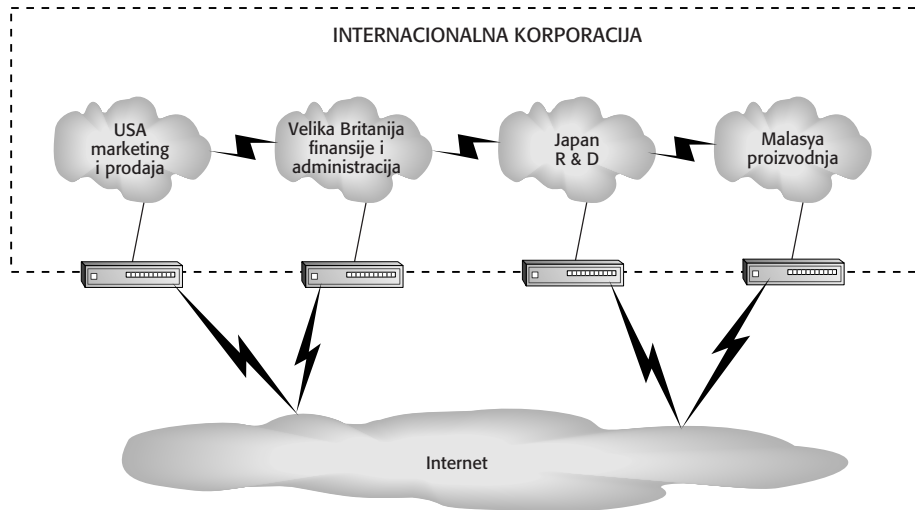 INTERNACIONALNA KORPORACIJA
USA
marketing
i prodaja
Velika Britanija
finansije i
administracija
Japan
R & D
Malasya
proizvodnja
Internet